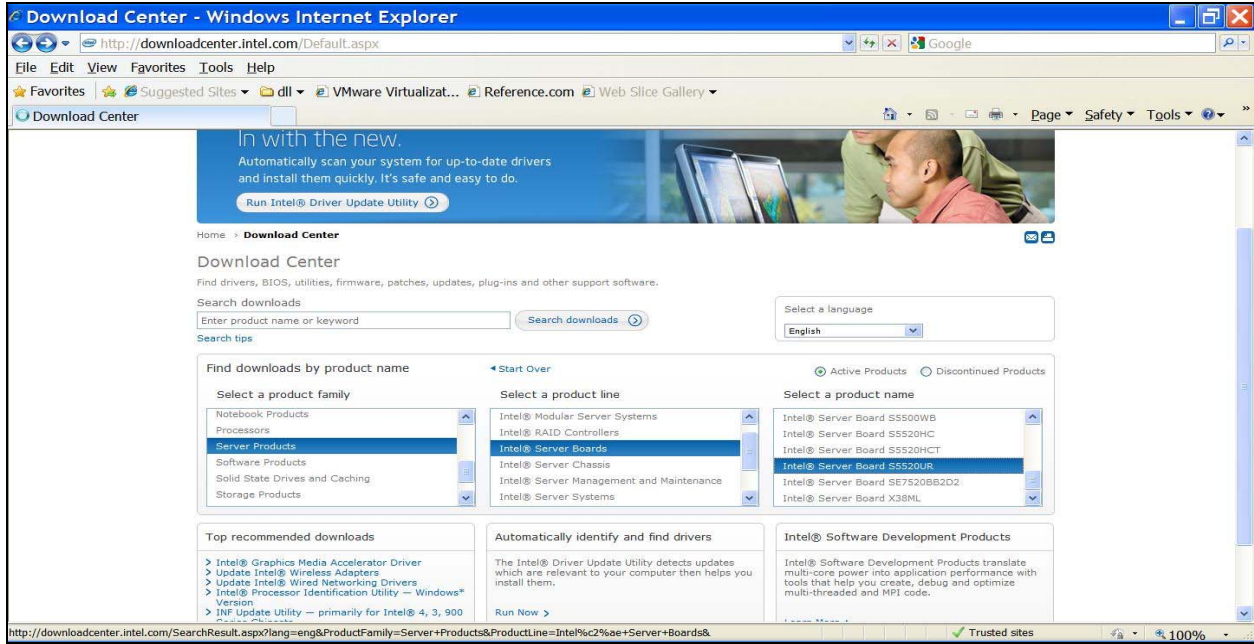 Download Center - Windows Internet Explorer
http://downloadcenter.intel.com/Default.aspx
Google
File Edit View Favorites Tools Help
Favorites Suggested Sites dll VMware Virtualizat... Reference.com Web Slice Gallery
Download Center
Page Safety Tools »
In with the new.
Automatically scan your system for up-to-date drivers
and install them quickly. It's safe and easy to do.
Run Intel® Driver Update Utility
Home > Download Center
Download Center
Find drivers, BIOS, utilities, firmware, patches, updates, plug-ins and other support software.
Search downloads
Enter product name or keyword
Search downloads
Search tips
Select a language
English
Find downloads by product name
Start Over
Active Products Discontinued Products
Select a product family
Notebook Products
Processors
Server Products
Software Products
Solid State Drives and Caching
Storage Products
Select a product line
Intel® Modular Server Systems
Intel® RAID Controllers
Intel® Server Boards
Intel® Server Chassis
Intel® Server Management and Maintenance
Intel® Server Systems
Select a product name
Intel® Server Board S5500WB
Intel® Server Board S5520HC
Intel® Server Board S5520HCT
Intel® Server Board S5520UR
Intel® Server Board SE7520BB2D2
Intel® Server Board X38ML
Top recommended downloads
> Intel® Graphics Media Accelerator Driver
> Update Intel® Wireless Adapters
> Update Intel® Wired Networking Drivers
> Intel® Processor Identification Utility — Windows*
Version
> INF Update Utility — primarily for Intel® 4, 3, 900
Series Chipsets
Automatically identify and find drivers
The Intel® Driver Update Utility detects updates
which are relevant to your computer then helps you
install them.
Run Now >
Intel® Software Development Products
Intel® Software Development Products translate
multi-core power into application performance with
tools that help you create, debug and optimize
multi-threaded and MPI code.
Learn More >
http://downloadcenter.intel.com/SearchResult.aspx?lang=eng&ProductFamily=Server+Products&ProductLine=Intel%c2%ae+Server+Boards&
Trusted sites
100%